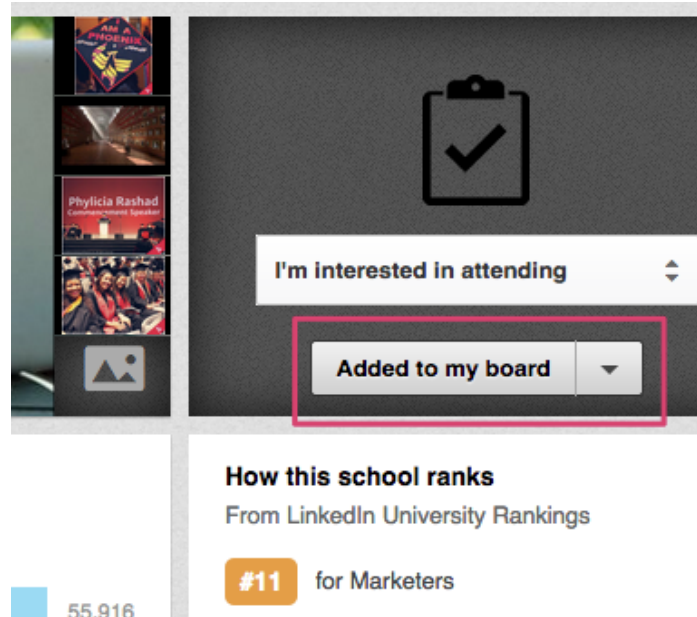 I AM A
PHOENIX
Phylicia Rashad
Commencement Speaker
I'm interested in attending
Added to my board
How this school ranks
From LinkedIn University Rankings
#11 for Marketers
55,916